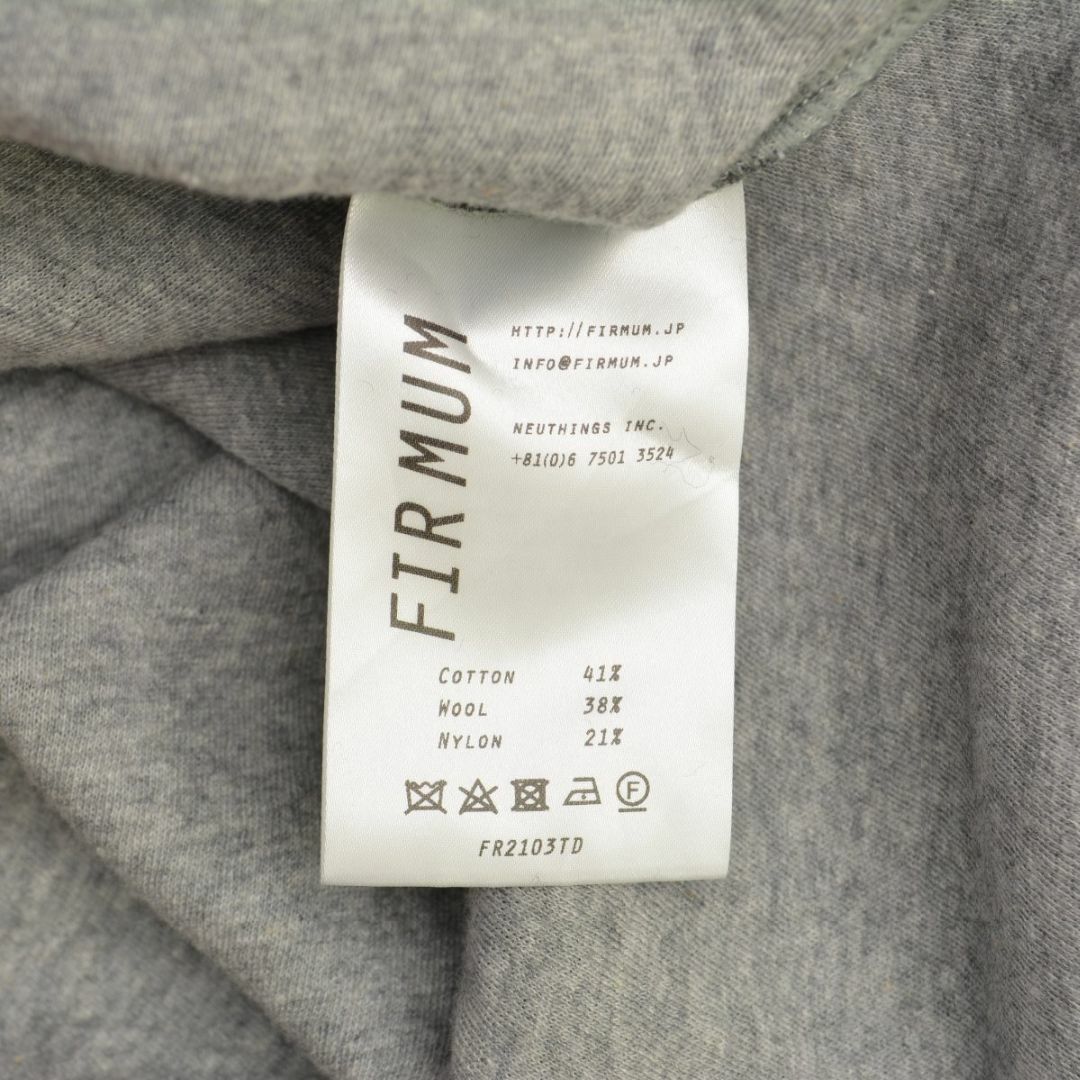 FIRMUM
HTTP://FIRMUM.JP
INFO@FIRMUM.JP
NEUTHINGS INC.
+81(0)6 7501 3524
COTTON 41%
WOOL 38%
NYLON 21%
F
FR2103TD